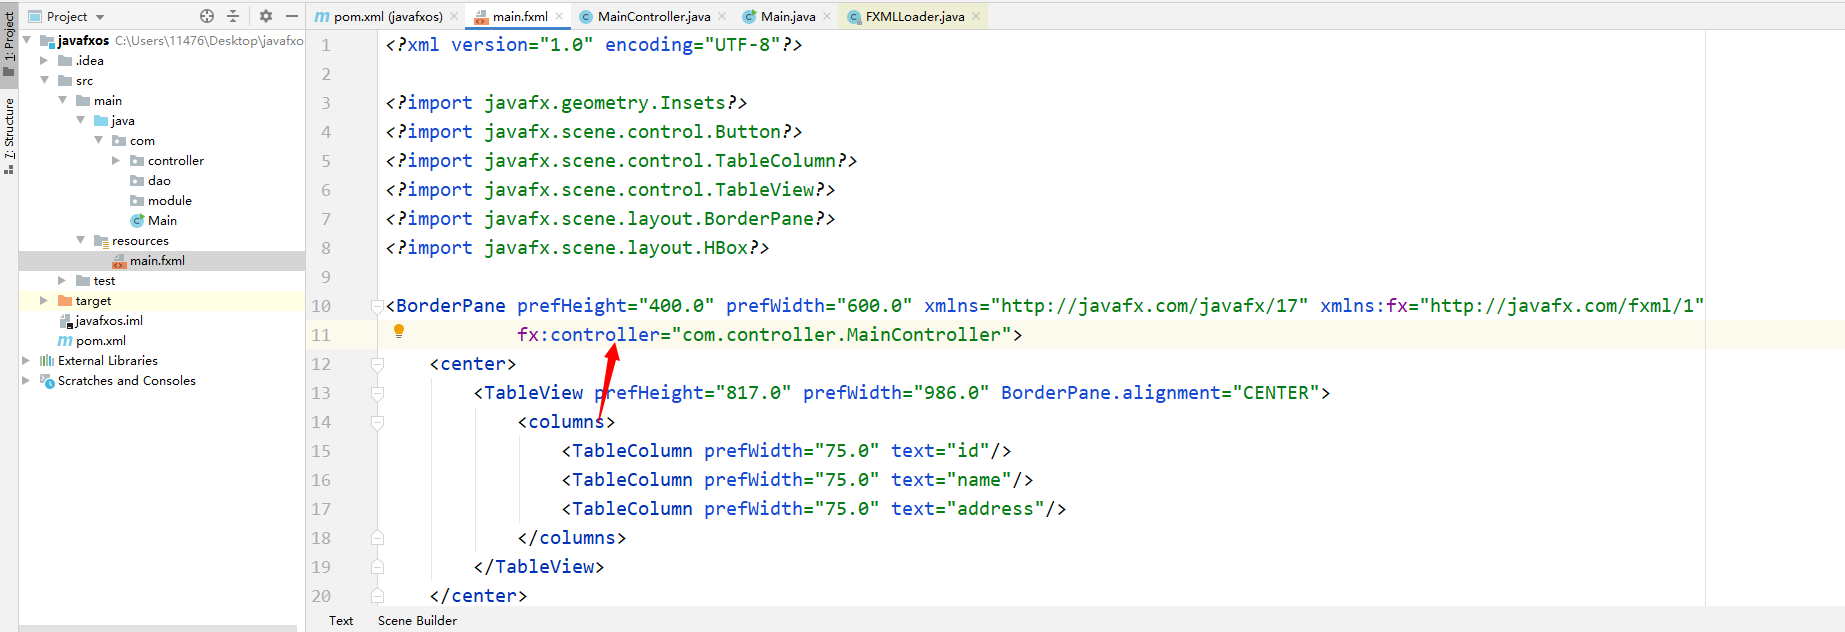 1: Project
7: Structure
Project
javafxos C:\Users\11476\Desktop\javafxo
.idea
src
main
java
com
controller
dao
module
Main
resources
main.fxml
test
target
javafxos.iml
pom.xml
External Libraries
Scratches and Consoles
pom.xml (javafxos)
main.fxml
MainController.java
Main.java
FXMLLoader.java
1 <?xml version="1.0" encoding="UTF-8"?>
2
3 <?import javafx.geometry.Insets?>
4 <?import javafx.scene.control.Button?>
5 <?import javafx.scene.control.TableColumn?>
6 <?import javafx.scene.control.TableView?>
7 <?import javafx.scene.layout.BorderPane?>
8 <?import javafx.scene.layout.HBox?>
9
10 <BorderPane prefHeight="400.0" prefWidth="600.0" xmlns="http://javafx.com/javafx/17" xmlns:fx="http://javafx.com/fxml/1"
11 fx:controller="com.controller.MainController">
12 <center>
13 <TableView prefHeight="817.0" prefWidth="986.0" BorderPane.alignment="CENTER">
14 <columns>
15 <TableColumn prefWidth="75.0" text="id"/>
16 <TableColumn prefWidth="75.0" text="name"/>
17 <TableColumn prefWidth="75.0" text="address"/>
18 </columns>
19 </TableView>
20 </center>
Text Scene Builder